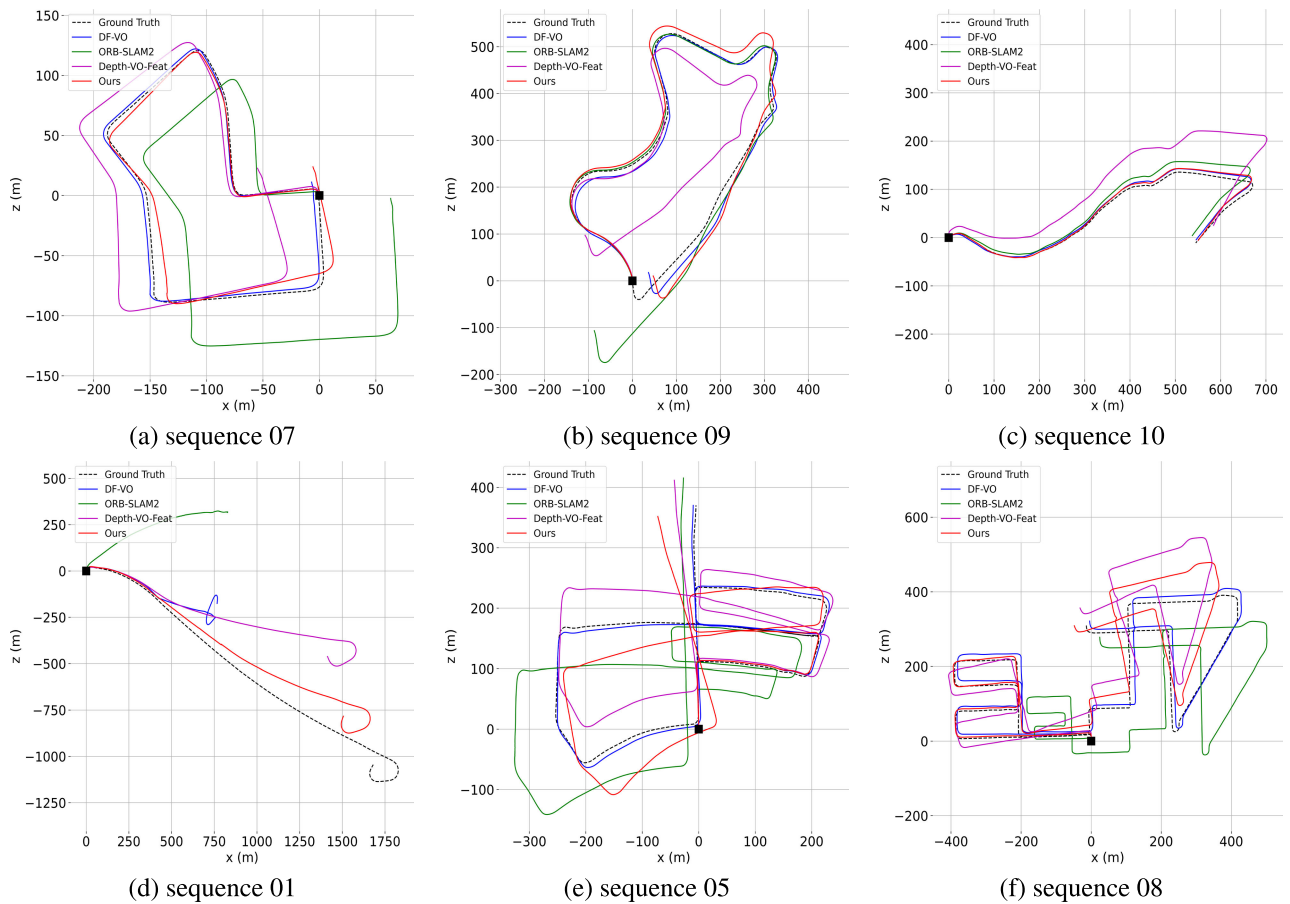 150
100
50
0
−50
−100
−150
z (m)
−200
−150
−100
−50
0
50
x (m)
Ground Truth
DF-VO
ORB-SLAM2
Depth-VO-Feat
Ours
(a) sequence 07
500
400
300
200
100
0
−100
−200
z (m)
−300
−200
−100
0
100
200
300
400
x (m)
Ground Truth
DF-VO
ORB-SLAM2
Depth-VO-Feat
Ours
(b) sequence 09
400
300
200
100
0
−100
−200
z (m)
0
100
200
300
400
500
600
700
x (m)
Ground Truth
DF-VO
ORB-SLAM2
Depth-VO-Feat
Ours
(c) sequence 10
500
250
0
−250
−500
−750
−1000
−1250
z (m)
0
250
500
750
1000
1250
1500
1750
x (m)
Ground Truth
DF-VO
ORB-SLAM2
Depth-VO-Feat
Ours
(d) sequence 01
400
300
200
100
0
−100
z (m)
−300
−200
−100
0
100
200
x (m)
Ground Truth
DF-VO
ORB-SLAM2
Depth-VO-Feat
Ours
(e) sequence 05
600
400
200
0
−200
z (m)
−400
−200
0
200
400
x (m)
Ground Truth
DF-VO
ORB-SLAM2
Depth-VO-Feat
Ours
(f) sequence 08